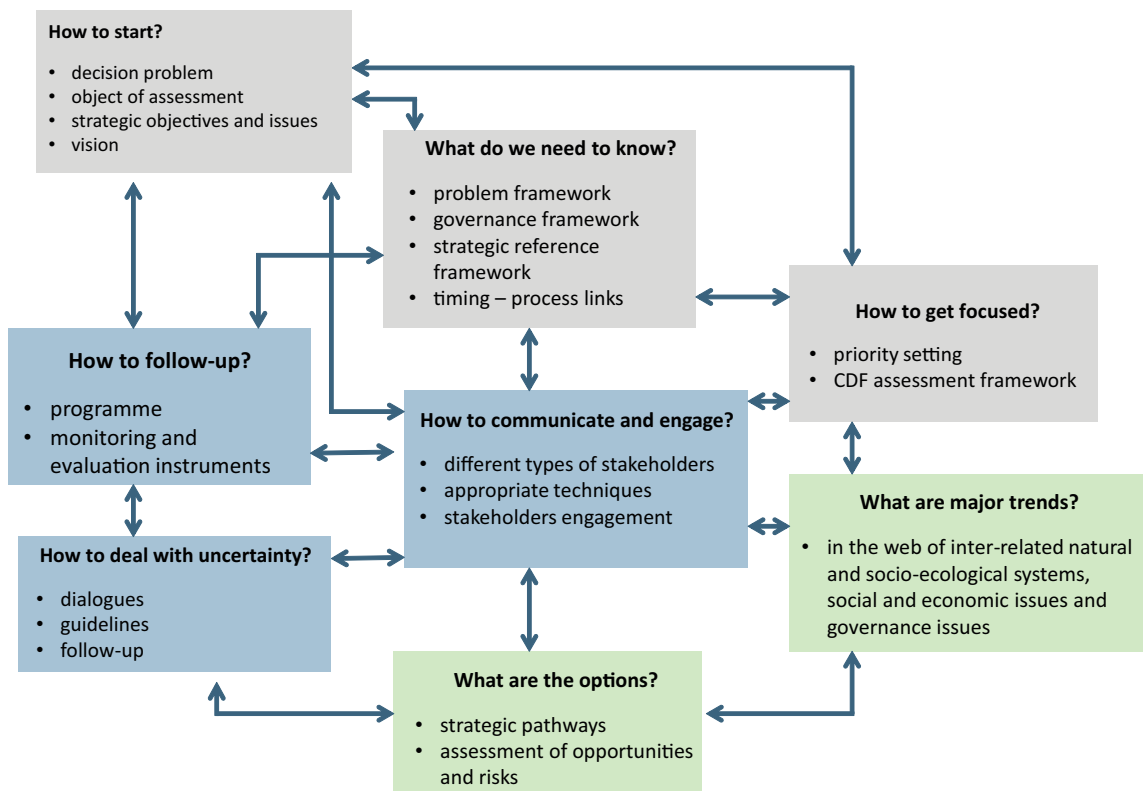 How to start?
• decision problem
• object of assessment
• strategic objectives and issues
• vision
What do we need to know?
• problem framework
• governance framework
• strategic reference
framework
• timing – process links
How to get focused?
• priority setting
• CDF assessment framework
How to follow-up?
• programme
• monitoring and
evaluation instruments
How to communicate and engage?
• different types of stakeholders
• appropriate techniques
• stakeholders engagement
What are major trends?
• in the web of inter-related natural
and socio-ecological systems,
social and economic issues and
governance issues
How to deal with uncertainty?
• dialogues
• guidelines
• follow-up
What are the options?
• strategic pathways
• assessment of opportunities
and risks